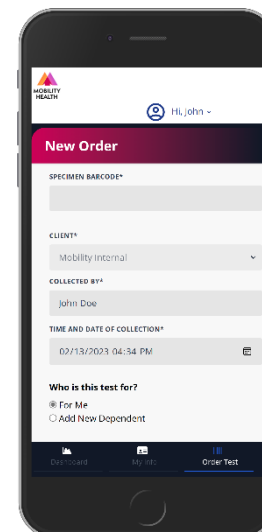 MOBILITY
HEALTH
Hi, John
New Order
SPECIMEN BARCODE*
CLIENT*
Mobility Internal
COLLECTED BY*
John Doe
TIME AND DATE OF COLLECTION*
02/13/2023 04:34 PM
Who is this test for?
For Me
Add New Dependent
Dashboard My Info Order Test